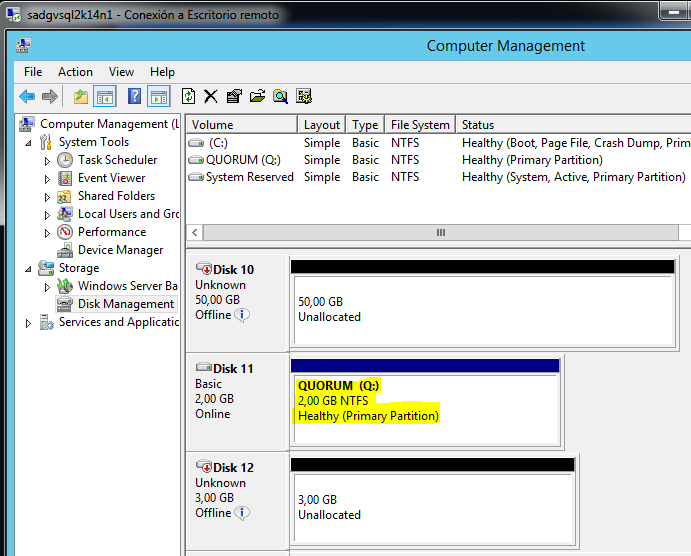 sadgvsql2k14n1 - Conexión a Escritorio remoto
Computer Management
File Action View Help
Computer Management (L
System Tools
Task Scheduler
Event Viewer
Shared Folders
Local Users and Gro
Performance
Device Manager
Storage
Windows Server Ba
Disk Management
Services and Applicatio
Volume Layout Type File System Status
(C:) Simple Basic NTFS Healthy (Boot, Page File, Crash Dump, Prim
QUORUM (Q:) Simple Basic NTFS Healthy (Primary Partition)
System Reserved Simple Basic NTFS Healthy (System, Active, Primary Partition)
Disk 10
Unknown
50,00 GB
Offline
50,00 GB
Unallocated
Disk 11
Basic
2,00 GB
Online
QUORUM (Q:)
2,00 GB NTFS
Healthy (Primary Partition)
Disk 12
Unknown
3,00 GB
Offline
3,00 GB
Unallocated